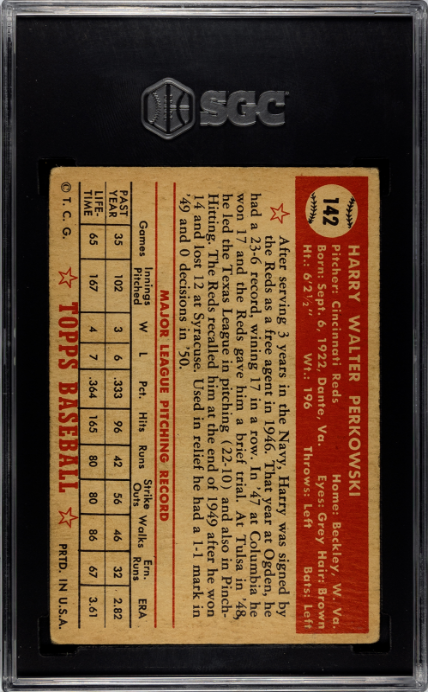 SGC
142
HARRY WALTER PERKOWSKI
Pitcher: Cincinnati Reds Home: Beckley, W. Va.
Born: Sept. 6, 1922, Dante, Va. Eyes: Grey Hair: Brown
Ht.: 6'2½" Wt.: 196 Throws: Left Bats: Left
After serving 3 years in the Navy, Harry was signed by
the Reds as a free agent in 1946. That year at Ogden, he
had a 23-6 record, wining 17 in a row. In '47 at Columbia he
won 17 and the Reds gave him a brief trial. At Tulsa in '48,
he led the Texas League in pitching (22-10) and also in Pinch-
Hitting. The Reds recalled him at the end of 1949 after he won
14 and lost 12 at Syracuse. Used in relief he had a 1-1 mark in
'49 and 0 decisions in '50.
MAJOR LEAGUE PITCHING RECORD
Games Innings Pitched W L Pct. Hits Runs Strike Outs Walks Ern. Runs ERA
PAST YEAR 35 102 3 6 .333 96 42 56 46 32 2.82
LIFE-TIME 65 167 4 7 .364 165 80 80 86 67 3.61
© T. C. G. TOPPS BASEBALL PRTD. IN U.S.A.